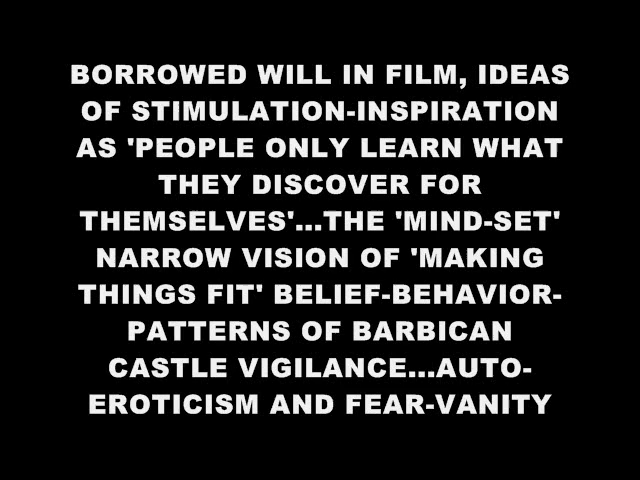 BORROWED WILL IN FILM, IDEAS
OF STIMULATION-INSPIRATION
AS 'PEOPLE ONLY LEARN WHAT
THEY DISCOVER FOR
THEMSELVES'...THE 'MIND-SET'
NARROW VISION OF 'MAKING
THINGS FIT' BELIEF-BEHAVIOR-
PATTERNS OF BARBICAN
CASTLE VIGILANCE...AUTO-
EROTICISM AND FEAR-VANITY